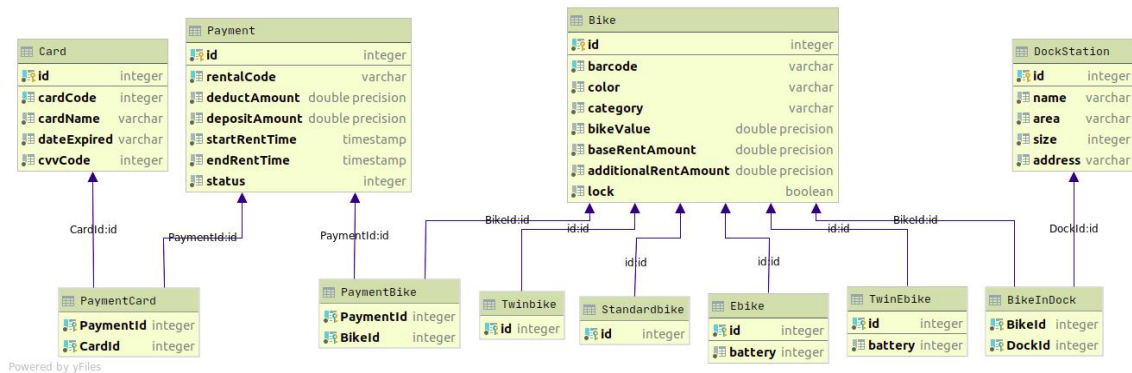 Card
id integer
cardCode integer
cardName varchar
dateExpired varchar
cvvCode integer
Payment
id integer
rentalCode varchar
deductAmount double precision
depositAmount double precision
startRentTime timestamp
endRentTime timestamp
status integer
Bike
id integer
barcode varchar
color varchar
category varchar
bikeValue double precision
baseRentAmount double precision
additionalRentAmount double precision
lock boolean
DockStation
id integer
name varchar
area varchar
size integer
address varchar
CardId:id
PaymentId:id
PaymentId:id
BikeId:id
id:id
id:id
id:id
id:id
BikeId:id
DockId:id
PaymentCard
PaymentId integer
CardId integer
PaymentBike
PaymentId integer
BikeId integer
Twinbike
id integer
Standardbike
id integer
Ebike
id integer
battery integer
TwinEbike
id integer
battery integer
BikeInDock
BikeId integer
DockId integer
Powered by yFiles